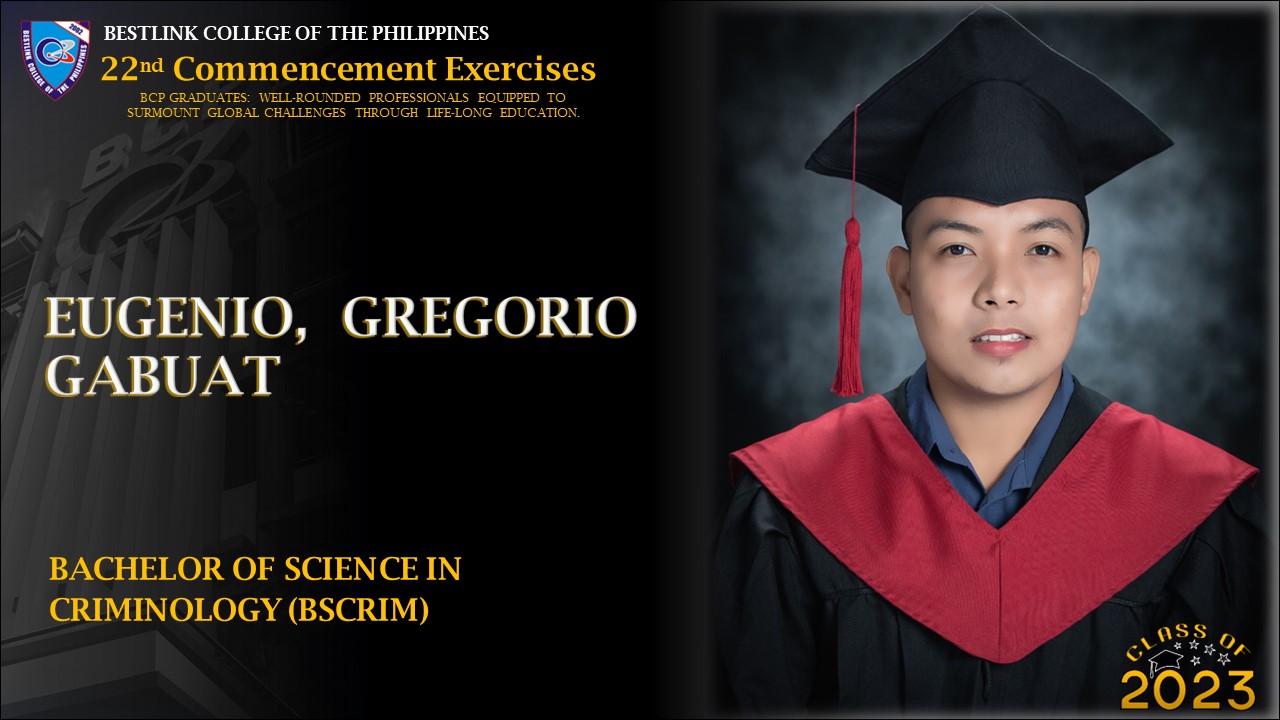 BESTLINK COLLEGE OF THE PHILIPPINES
22nd Commencement Exercises
BCP GRADUATES: WELL-ROUNDED PROFESSIONALS EQUIPPED TO
SURMOUNT GLOBAL CHALLENGES THROUGH LIFE-LONG EDUCATION.
2002
BESTLINK COLLEGE OF THE PHILIPPINES
EUGENIO, GREGORIO
GABUAT
BACHELOR OF SCIENCE IN
CRIMINOLOGY (BSCRIM)
CLASS OF
2023